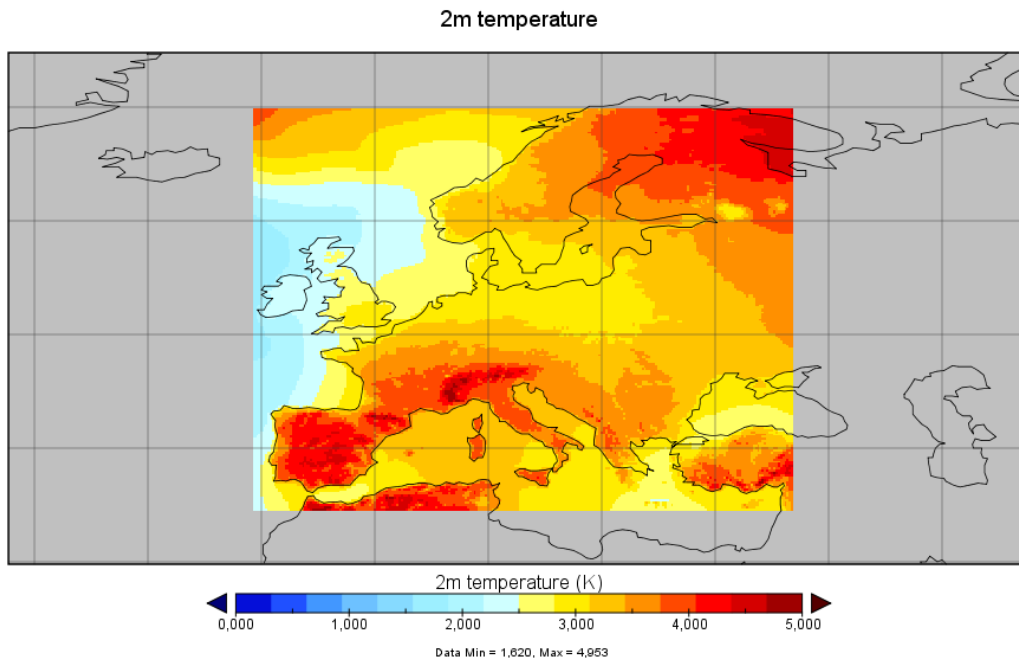 2m temperature
2m temperature (K)
0,000 1,000 2,000 3,000 4,000 5,000
Data Min = 1,620, Max = 4,953